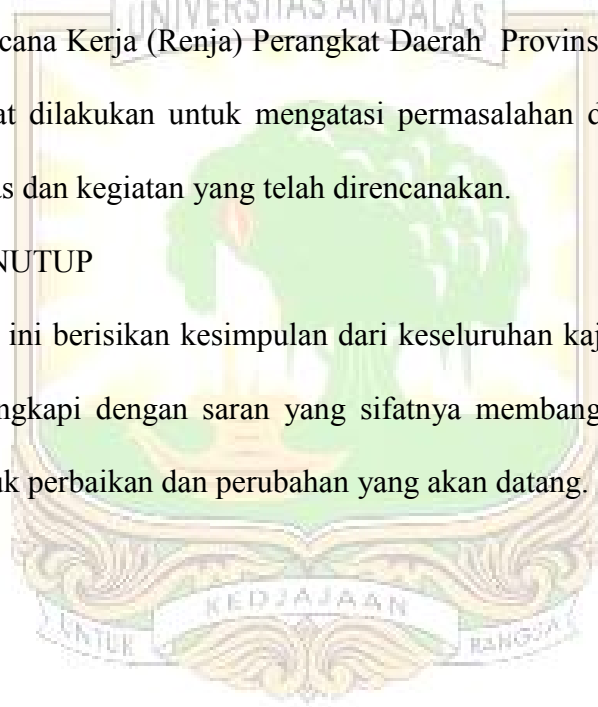 UNIVERSITAS ANDALAS
cana Kerja (Renja) Perangkat Daerah Provins
at dilakukan untuk mengatasi permasalahan d
as dan kegiatan yang telah direncanakan.
NUTUP
ini berisikan kesimpulan dari keseluruhan kaj
ngkapi dengan saran yang sifatnya membang
ak perbaikan dan perubahan yang akan datang.
UNTUK KEDJAJAAN BANGSA